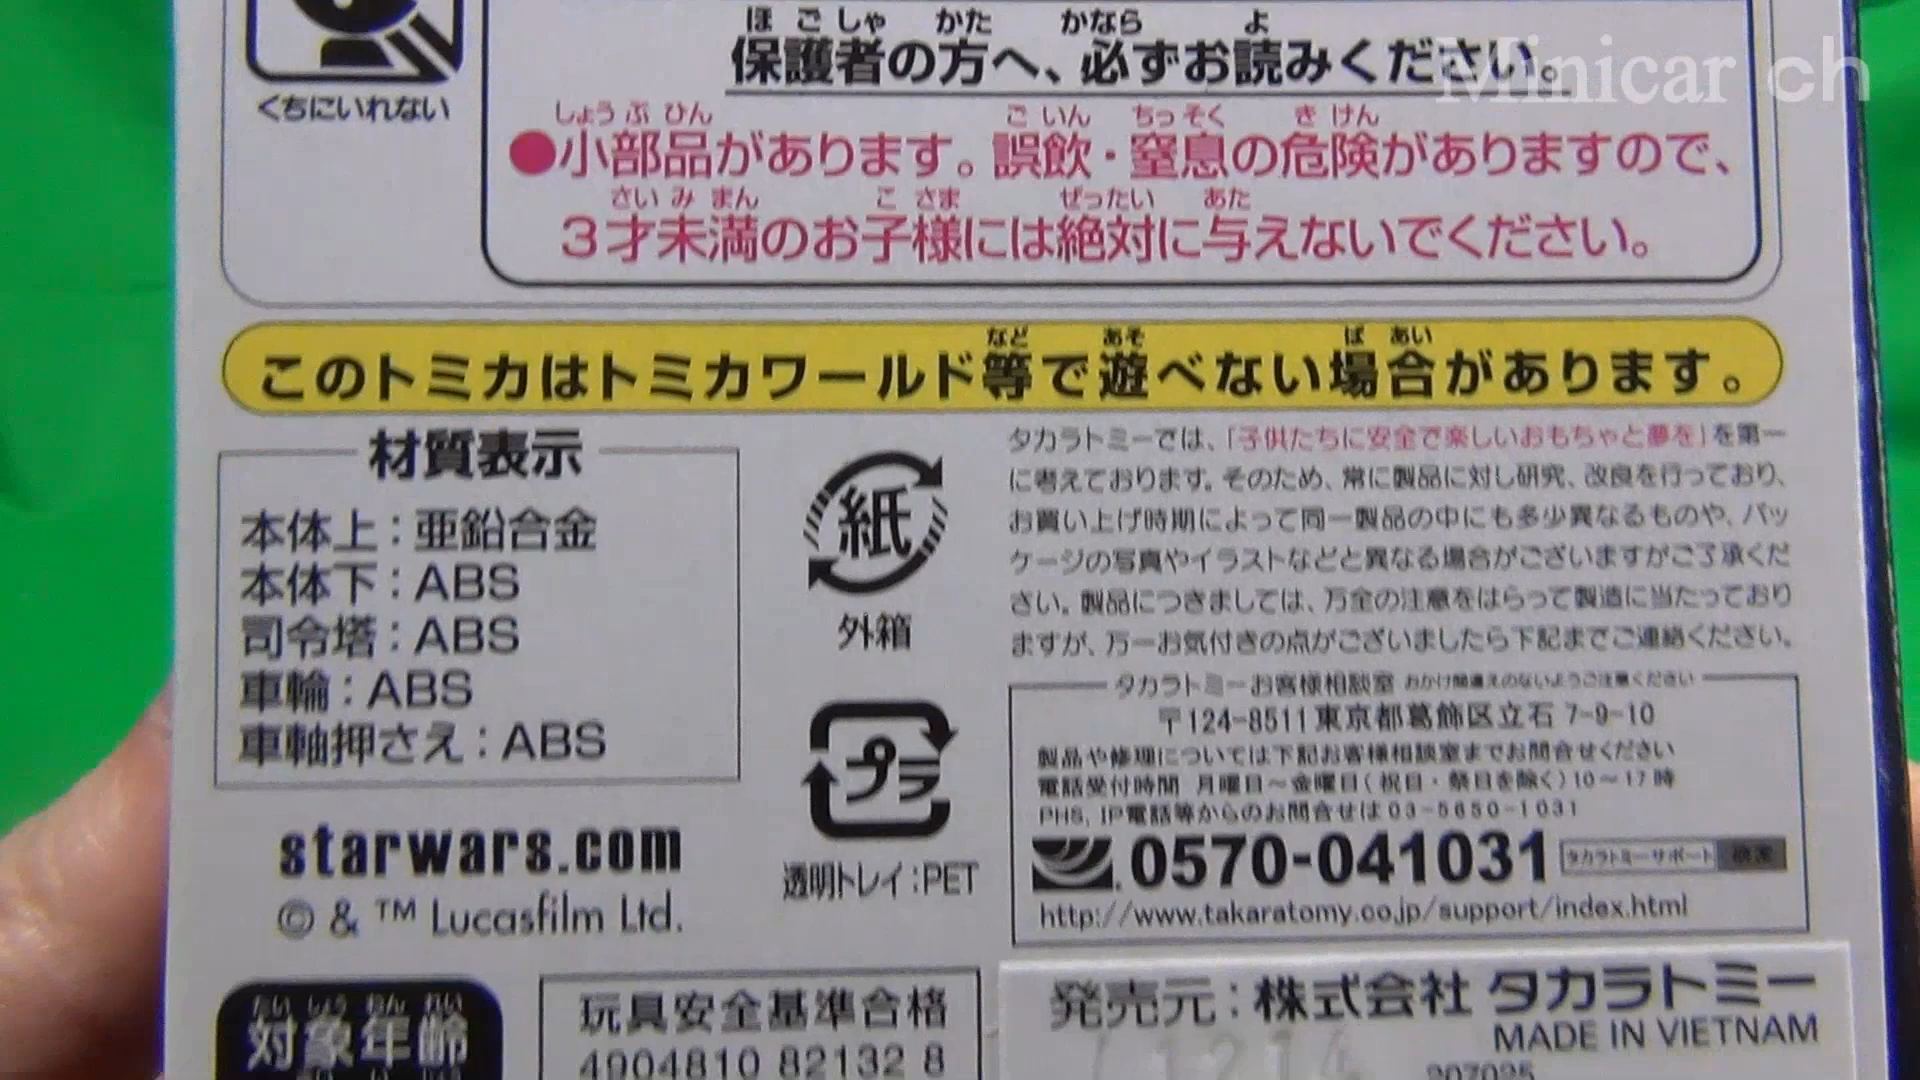 ほごしゃ かた かなら よ
保護者の方へ、必ずお読みください。
Minicar ch
くちにいれない
しょうぶひん ごいん ちっそく きけん
●小部品があります。誤飲・窒息の危険がありますので、
さいみまん こさま ぜったい あた
3才未満のお子様には絶対に与えないでください。
など あそ ばあい
このトミカはトミカワールド等で遊べない場合があります。
材質表示
本体上：亜鉛合金
本体下：ABS
司令塔：ABS
車輪：ABS
車軸押さえ：ABS
starwars.com
© & ™ Lucasfilm Ltd.
紙
外箱
プラ
透明トレイ：PET
タカラトミーでは、「子供たちに安全で楽しいおもちゃと夢を」を第一
に考えております。そのため、常に製品に対し研究、改良を行っており、
お買い上げ時期によって同一製品の中にも多少異なるものや、パッ
ケージの写真やイラストなどと異なる場合がございますがご了承くだ
さい。製品につきましては、万全の注意をはらって製造に当たっており
ますが、万一お気付きの点がございましたら下記までご連絡ください。
タカラトミーお客様相談室 おかけ間違えのないようご注意ください
〒124-8511 東京都葛飾区立石 7-9-10
製品や修理については下記お客様相談室までお問合せください
電話受付時間 月曜日～金曜日（祝日・祭日を除く）10～17時
PHS, IP電話等からのお問合せは 03-5650-1031
0570-041031 タカラトミーサポート 検索
http://www.takaratomy.co.jp/support/index.html
たいしょうねんれい
対象年齢
玩具安全基準合格
4904810 82132 8
発売元：株式会社 タカラトミー
MADE IN VIETNAM